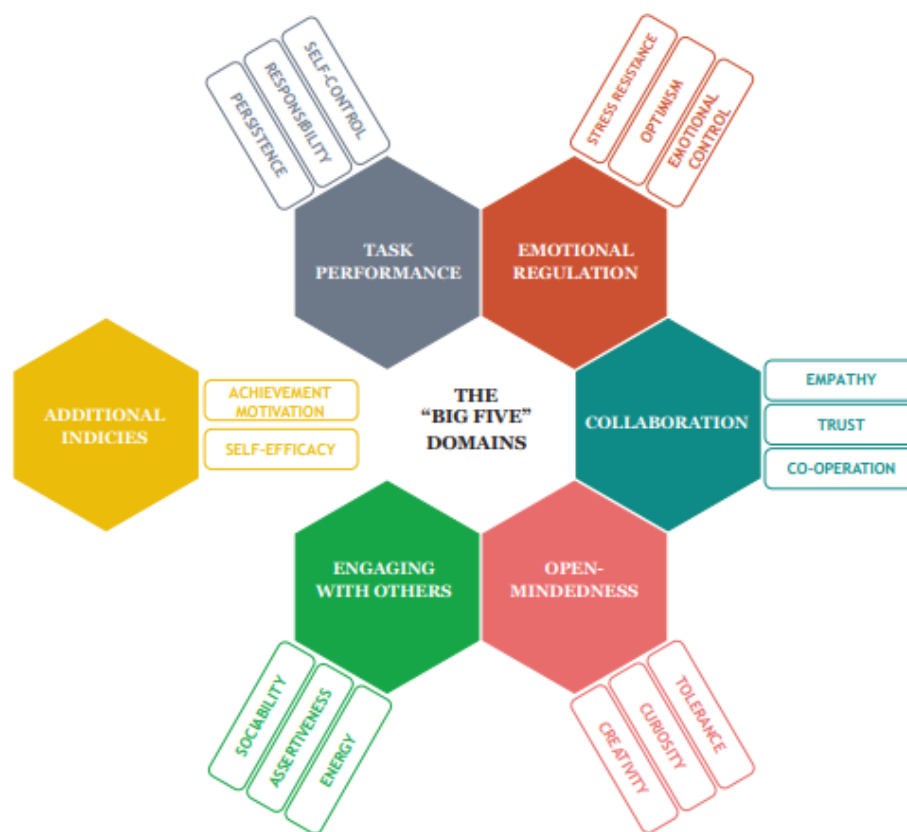 SELF-CONTROL
RESPONSIBILITY
PERSISTENCE
STRESS RESISTANCE
OPTIMISM
EMOTIONAL
CONTROL
TASK
PERFORMANCE
EMOTIONAL
REGULATION
ADDITIONAL
INDICIES
ACHIEVEMENT
MOTIVATION
SELF-EFFICACY
THE
"BIG FIVE"
DOMAINS
COLLABORATION
EMPATHY
TRUST
CO-OPERATION
ENGAGING
WITH OTHERS
OPEN-
MINDEDNESS
SOCIABILITY
ASSERTIVENESS
ENERGY
CREATIVITY
CURIOSITY
TOLERANCE